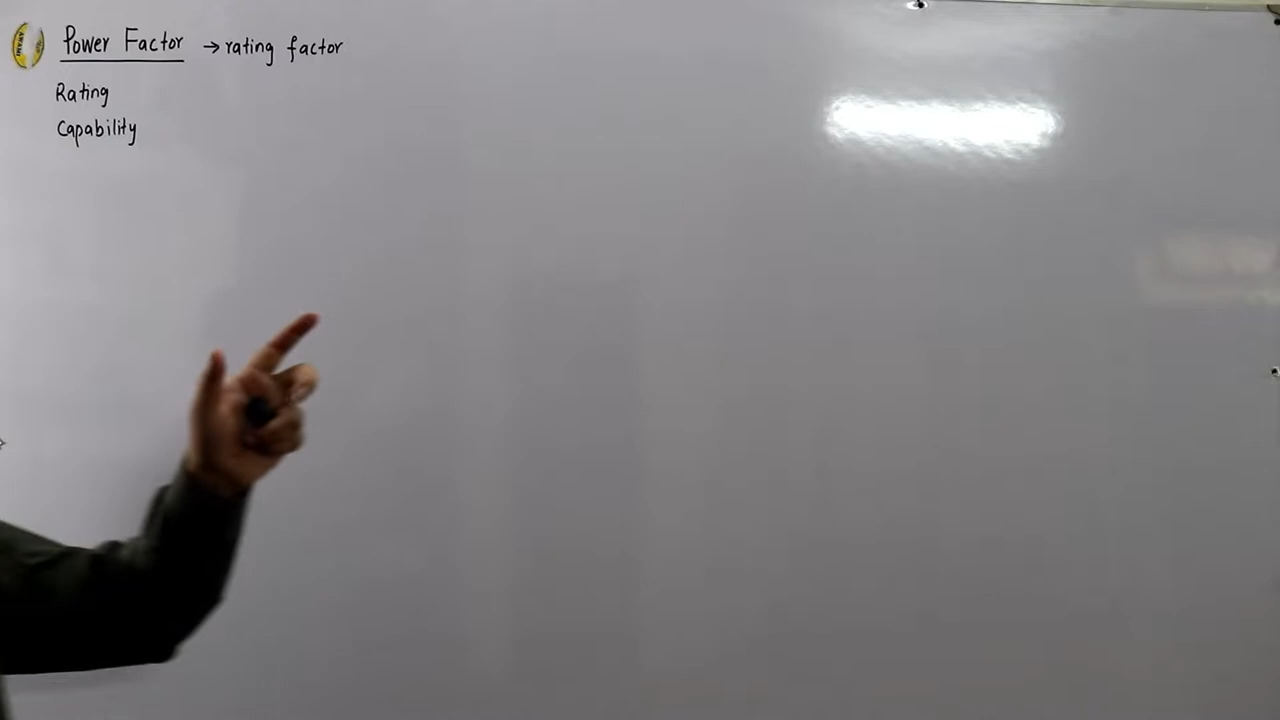 Power Factor → rating factor
Rating
Capability